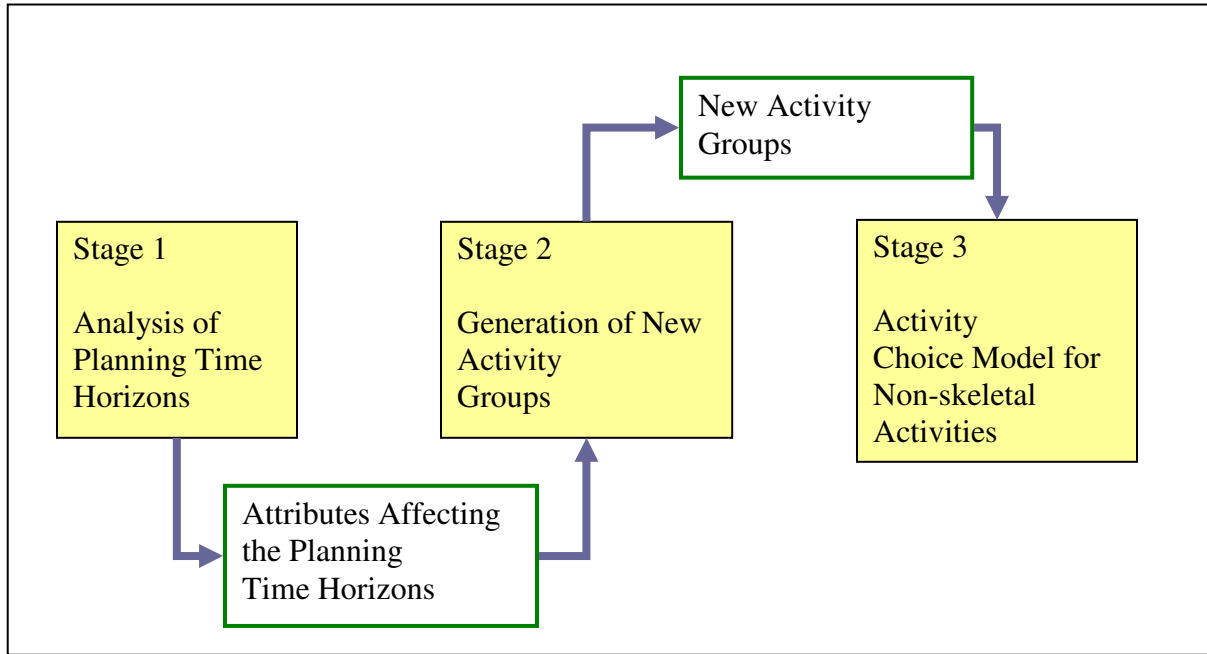 Stage 1
Analysis of
Planning Time
Horizons
Attributes Affecting
the Planning
Time Horizons
Stage 2
Generation of New
Activity
Groups
New Activity
Groups
Stage 3
Activity
Choice Model for
Non-skeletal
Activities